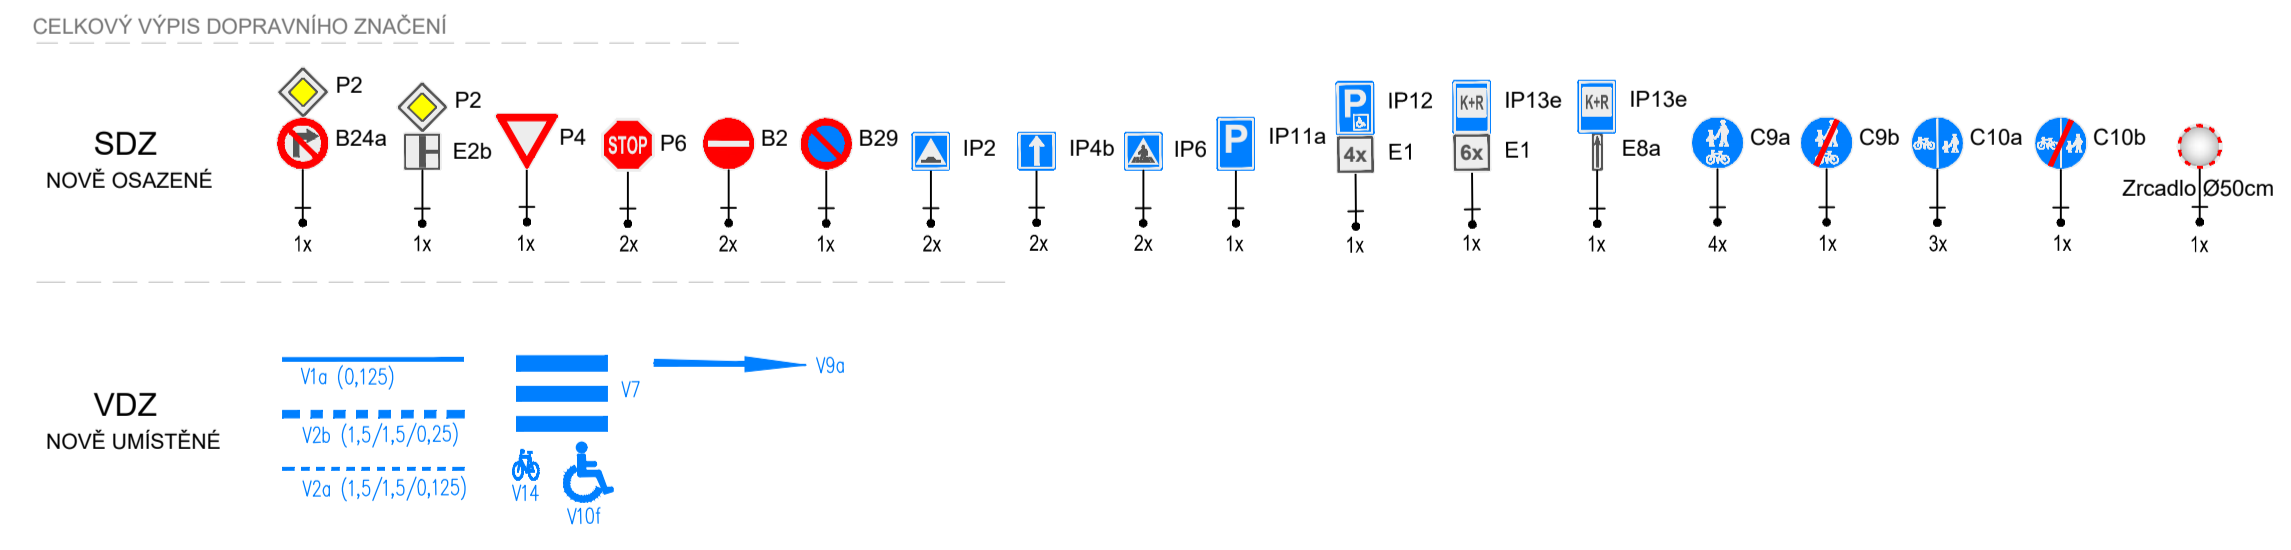 CELKOVÝ VÝPIS DOPRAVNÍHO ZNAČENÍ
SDZ
NOVĚ OSAZENÉ
P2
B24a
1x
P2
E2b
1x
P4
1x
STOP
P6
2x
B2
2x
B29
1x
IP2
2x
IP4b
2x
IP6
2x
P
IP11a
1x
P
IP12
4x
E1
1x
K+R
IP13e
6x
E1
1x
K+R
IP13e
E8a
1x
C9a
4x
C9b
1x
C10a
3x
C10b
1x
Zrcadlo Ø50cm
1x
VDZ
NOVĚ UMÍSTĚNÉ
V1a (0,125)
V2b (1,5/1,5/0,25)
V2a (1,5/1,5/0,125)
V7
V9a
V14
V10f